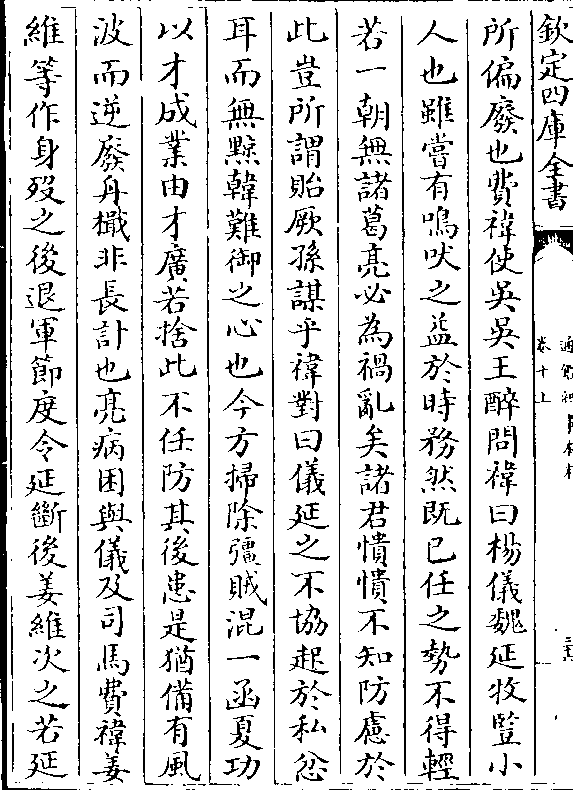 欽定四庫全書
卷十上
所偏廢也費禕使吳吳王醉問禕曰楊儀魏延牧豎小
人也雖嘗有鳴吠之益於時務然既已任之勢不得輕
若一朝無諸葛亮必為禍亂矣諸君憒憒不知防慮於
此豈所謂貽厥孫謀乎禕對曰儀延之不協起於私忿
耳而無黥韓難御之心也今方掃除彊賊混一函夏功
以才成業由才廣若捨此不任防其後患是猶備有風
波而逆廢舟檝非長計也亮病困與儀及司馬費禕姜
維等作身歿之後退軍節度令延斷後姜維次之若延